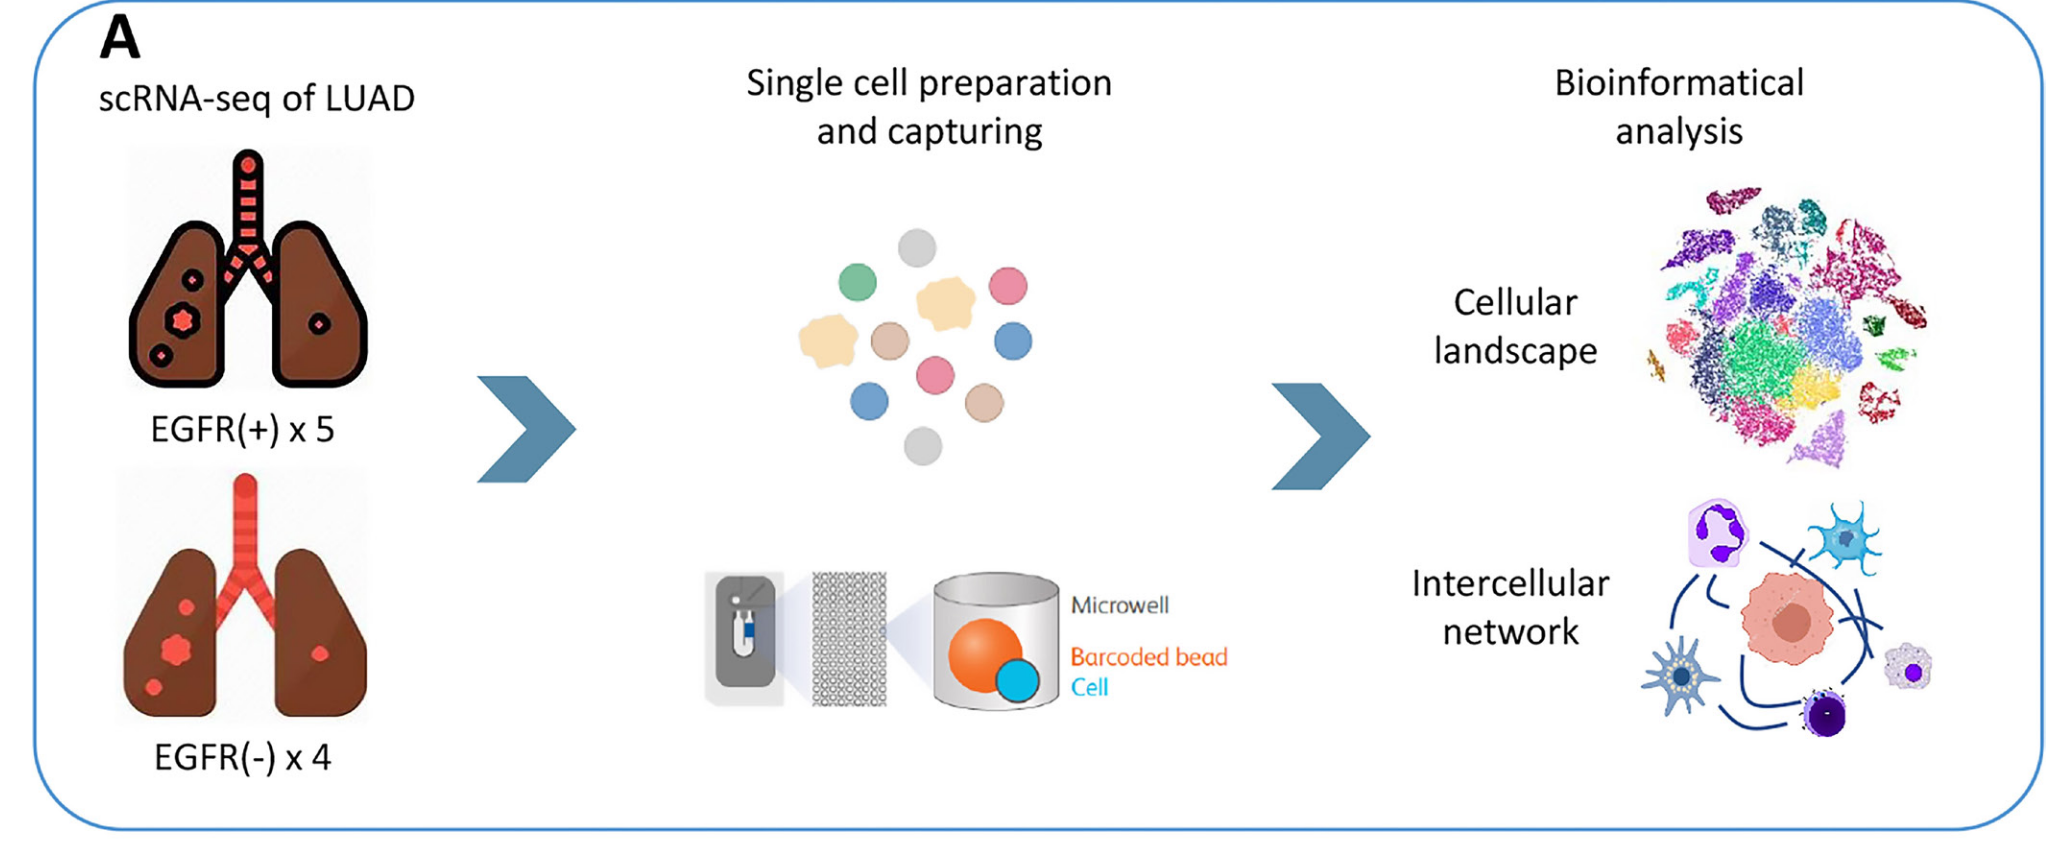 A
scRNA-seq of LUAD
EGFR(+) x 5
EGFR(-) x 4
Single cell preparation
and capturing
Microwell
Barcoded bead
Cell
Bioinformatical
analysis
Cellular
landscape
Intercellular
network